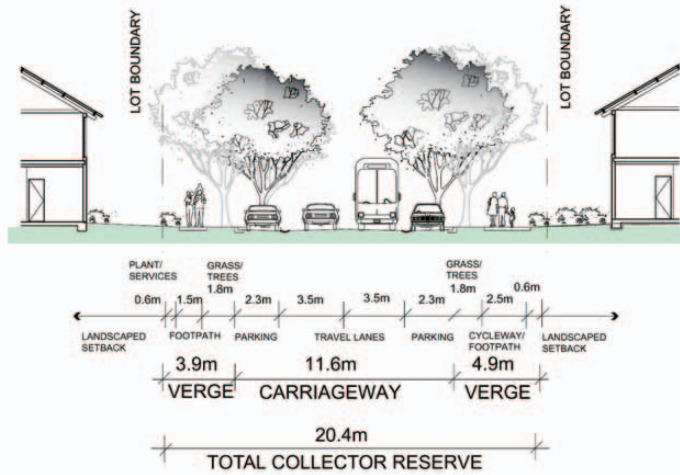 LOT BOUNDARY
LOT BOUNDARY
PLANT/
SERVICES
GRASS/
TREES
GRASS/
TREES
0.6m
1.5m
1.8m
2.3m
3.5m
3.5m
2.3m
1.8m
2.5m
0.6m
LANDSCAPED
SETBACK
FOOTPATH
PARKING
TRAVEL LANES
PARKING
CYCLEWAY/
FOOTPATH
LANDSCAPED
SETBACK
3.9m
11.6m
4.9m
VERGE
CARRIAGEWAY
VERGE
20.4m
TOTAL COLLECTOR RESERVE